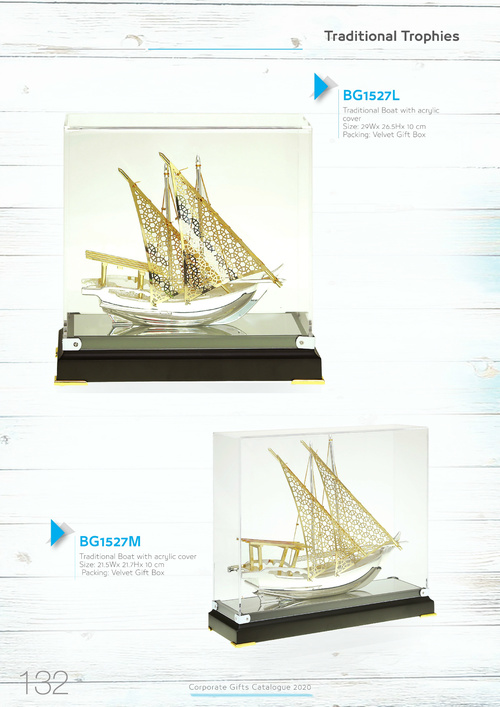 Traditional Trophies
BG1527L
Traditional Boat with acrylic
cover
Size: 29Wx 26.5Hx 10 cm
Packing: Velvet Gift Box
BG1527M
Traditional Boat with acrylic cover
Size: 21.5Wx 21.7Hx 10 cm
Packing: Velvet Gift Box
132
Corporate Gifts Catalogue 2020